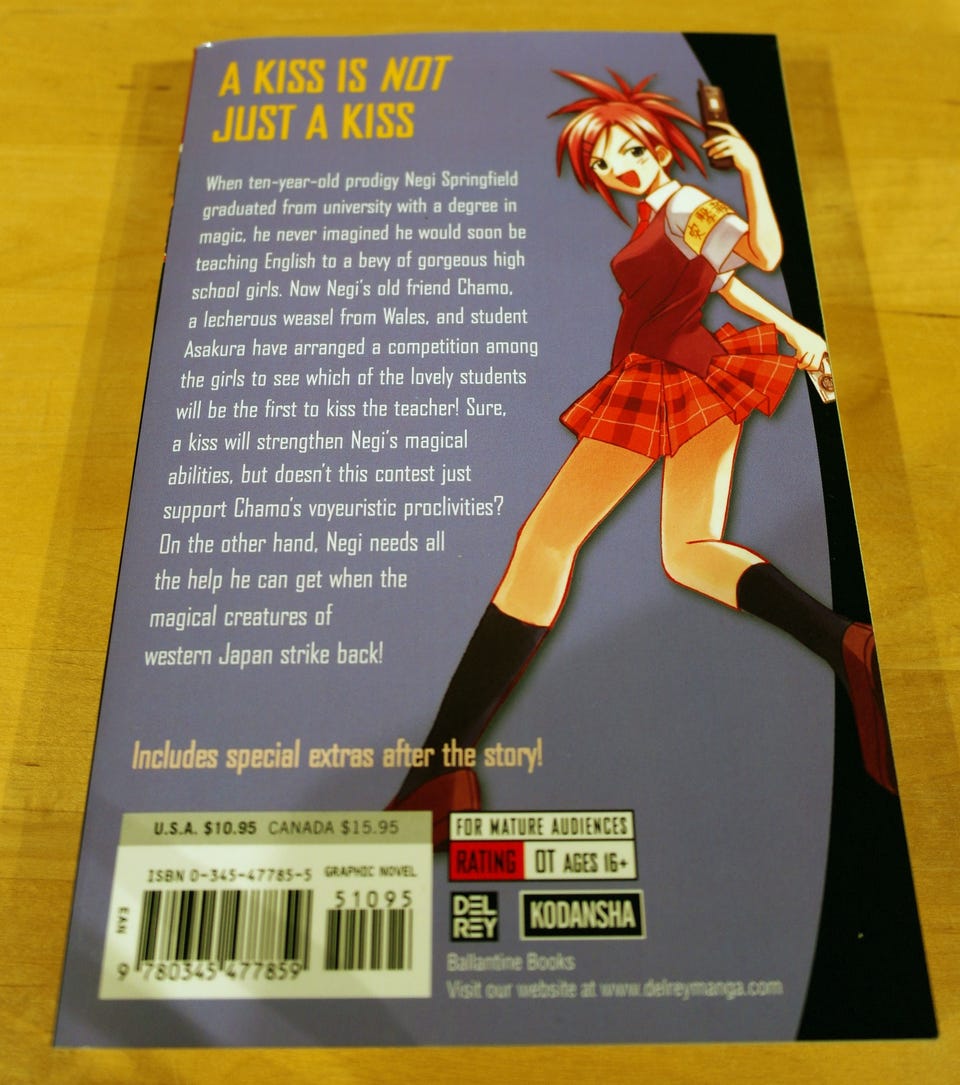 A KISS IS NOT
JUST A KISS
When ten-year-old prodigy Negi Springfield
graduated from university with a degree in
magic, he never imagined he would soon be
teaching English to a bevy of gorgeous high
school girls. Now Negi's old friend Chamo,
a lecherous weasel from Wales, and student
Asakura have arranged a competition among
the girls to see which of the lovely students
will be the first to kiss the teacher! Sure,
a kiss will strengthen Negi's magical
abilities, but doesn't this contest just
support Chamo's voyeuristic proclivities?
On the other hand, Negi needs all
the help he can get when the
magical creatures of
western Japan strike back!
Includes special extras after the story!
U.S.A. $10.95 CANADA $15.95
ISBN 0-345-47785-5 GRAPHIC NOVEL
51095
EAN
9 780345 477859
FOR MATURE AUDIENCES
RATING OT AGES 16+
DEL
REY
KODANSHA
Ballantine Books
Visit our website at www.delreymanga.com